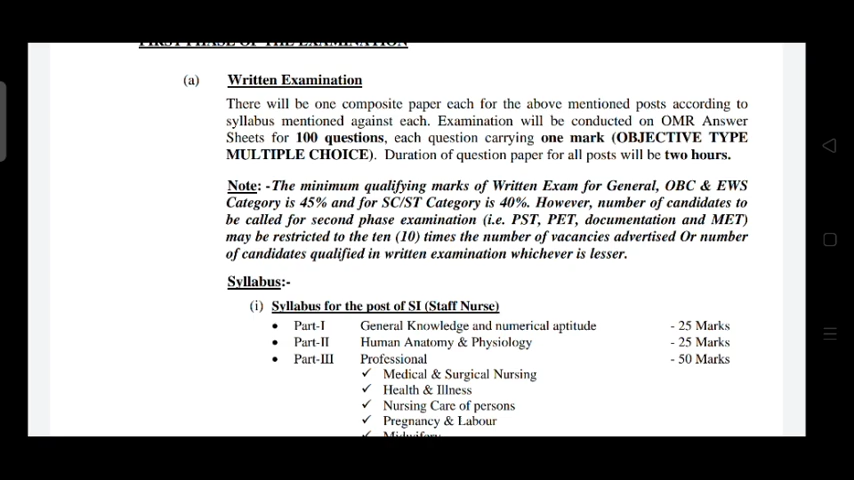 FIRST PHASE OF THE EXAMINATION
(a) Written Examination
There will be one composite paper each for the above mentioned posts according to
syllabus mentioned against each. Examination will be conducted on OMR Answer
Sheets for 100 questions, each question carrying one mark (OBJECTIVE TYPE
MULTIPLE CHOICE). Duration of question paper for all posts will be two hours.
Note: -The minimum qualifying marks of Written Exam for General, OBC & EWS
Category is 45% and for SC/ST Category is 40%. However, number of candidates to
be called for second phase examination (i.e. PST, PET, documentation and MET)
may be restricted to the ten (10) times the number of vacancies advertised Or number
of candidates qualified in written examination whichever is lesser.
Syllabus:-
(i) Syllabus for the post of SI (Staff Nurse)
• Part-I General Knowledge and numerical aptitude - 25 Marks
• Part-II Human Anatomy & Physiology - 25 Marks
• Part-III Professional - 50 Marks
✓ Medical & Surgical Nursing
✓ Health & Illness
✓ Nursing Care of persons
✓ Pregnancy & Labour
✓ Midwifery